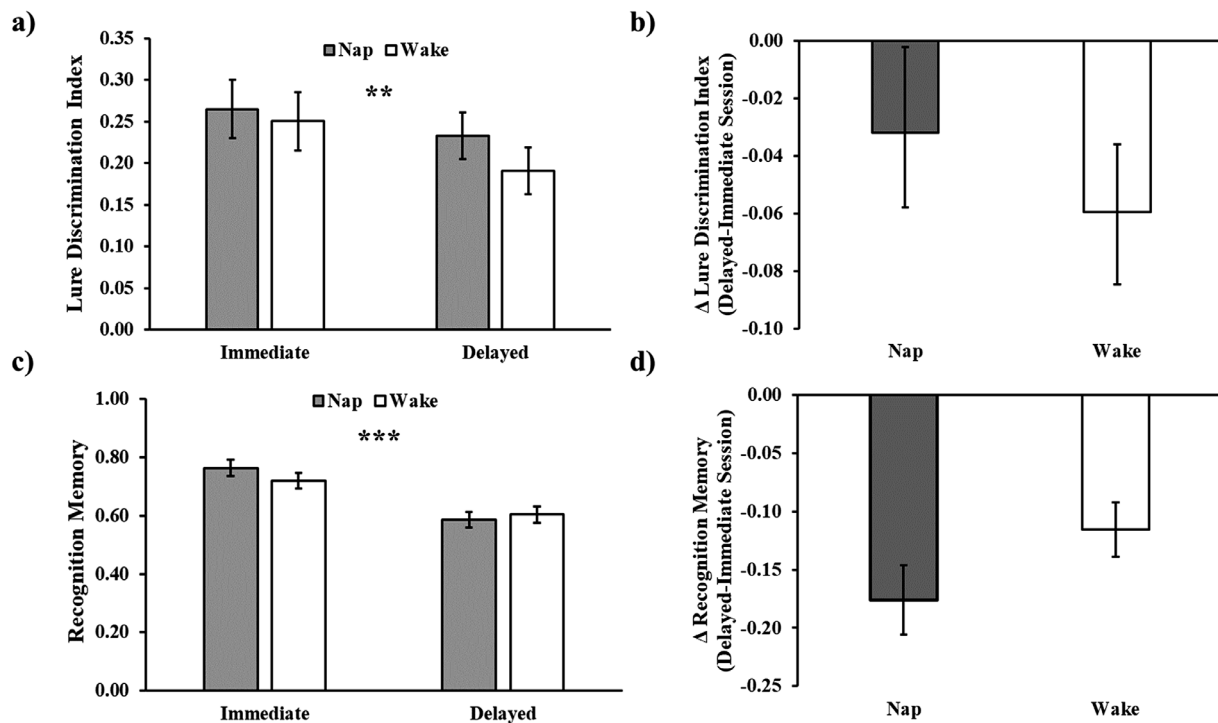 a)
Lure Discrimination Index
0.35
0.30
0.25
0.20
0.15
0.10
0.05
0.00
Nap Wake
**
Immediate Delayed
b)
Δ Lure Discrimination Index
(Delayed-Immediate Session)
0.00
-0.02
-0.04
-0.06
-0.08
-0.10
Nap Wake
c)
Recognition Memory
1.00
0.80
0.60
0.40
0.20
0.00
Nap Wake
***
Immediate Delayed
d)
Δ Recognition Memory
(Delayed-Immediate Session)
0.00
-0.05
-0.10
-0.15
-0.20
-0.25
Nap Wake